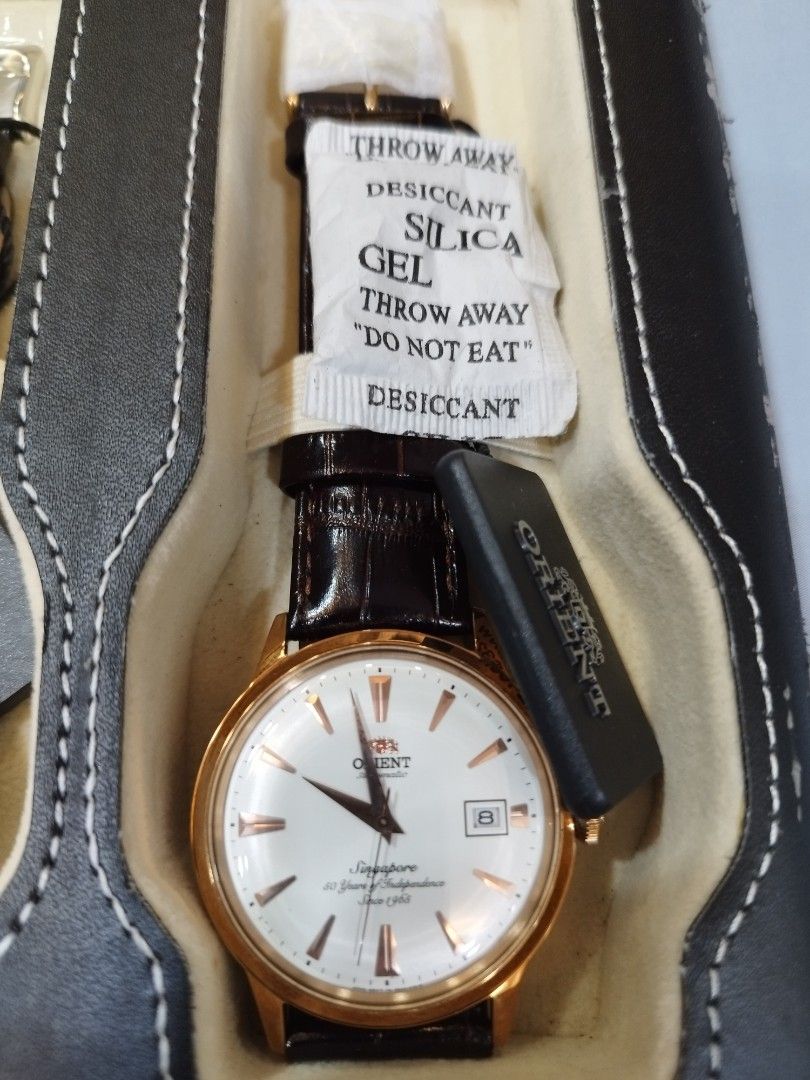 THROW AWAY
DESICCANT
SILICA
GEL
THROW AWAY
"DO NOT EAT"
DESICCANT
ORIENT
ORIENT
Automatic
8
Singapore
50 Years of Independence
Since 1965